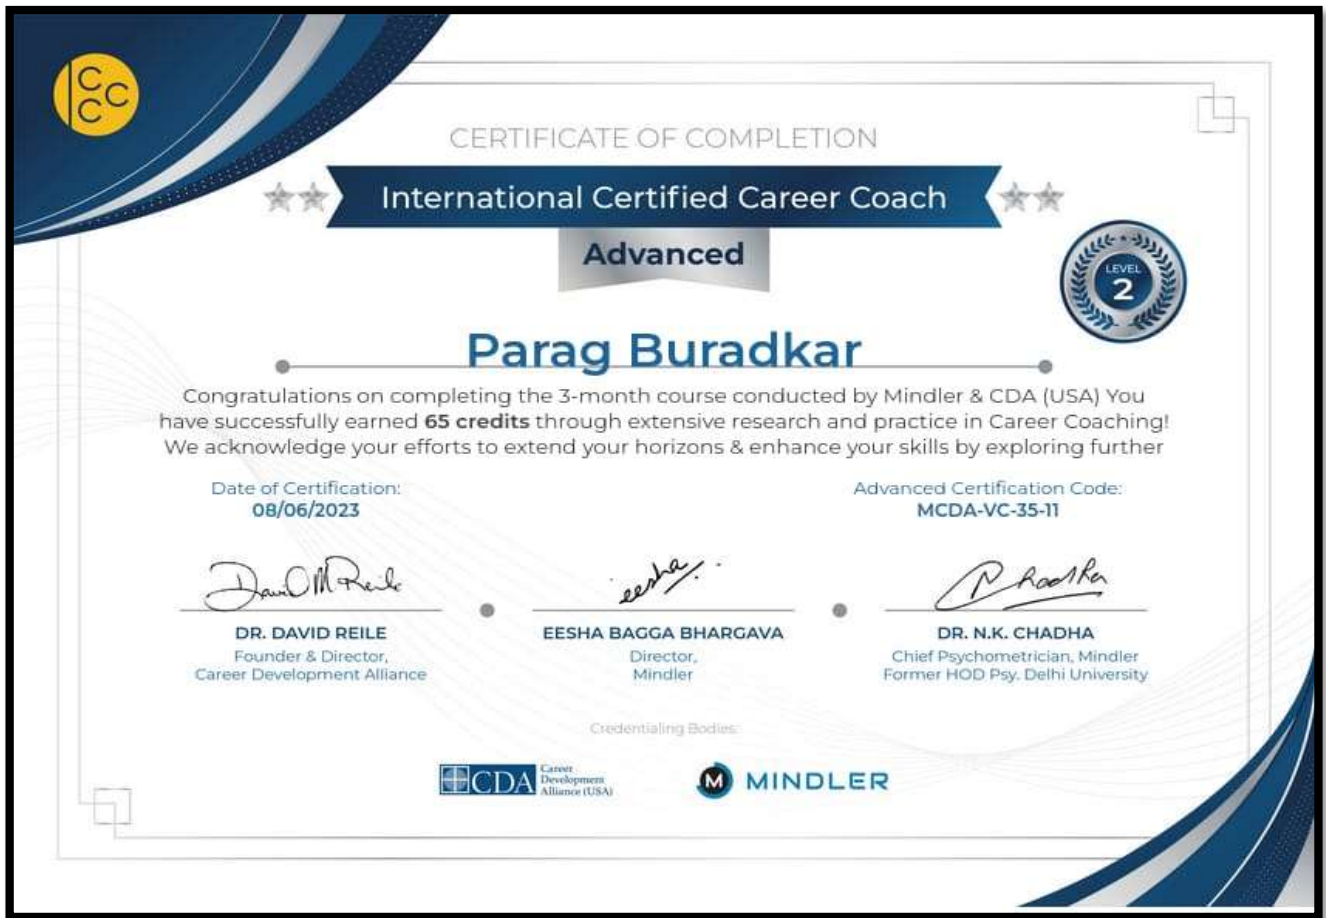 ICCC
CERTIFICATE OF COMPLETION
International Certified Career Coach
Advanced
LEVEL
2
Parag Buradkar
Congratulations on completing the 3-month course conducted by Mindler & CDA (USA) You
have successfully earned 65 credits through extensive research and practice in Career Coaching!
We acknowledge your efforts to extend your horizons & enhance your skills by exploring further
Date of Certification:
08/06/2023
Advanced Certification Code:
MCDA-VC-35-11
David M Reile
eesha
NChadha
DR. DAVID REILE
Founder & Director,
Career Development Alliance
EESHA BAGGA BHARGAVA
Director,
Mindler
DR. N.K. CHADHA
Chief Psychometrician, Mindler
Former HOD Psy. Delhi University
Credentialing Bodies:
CDA
Career
Development
Alliance (USA)
M MINDLER